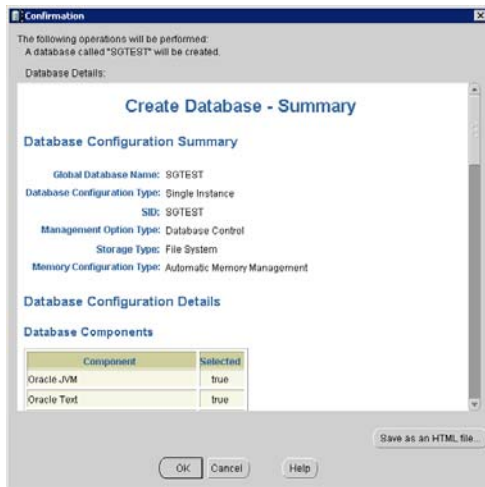 Confirmation
The following operations will be performed:
A database called "SGTEST" will be created.
Database Details:
Create Database - Summary
Database Configuration Summary
Global Database Name: SGTEST
Database Configuration Type: Single Instance
SID: SGTEST
Management Option Type: Database Control
Storage Type: File System
Memory Configuration Type: Automatic Memory Management
Database Configuration Details
Database Components
Component Selected
Oracle JVM true
Oracle Text true
Save as an HTML file...
OK Cancel Help